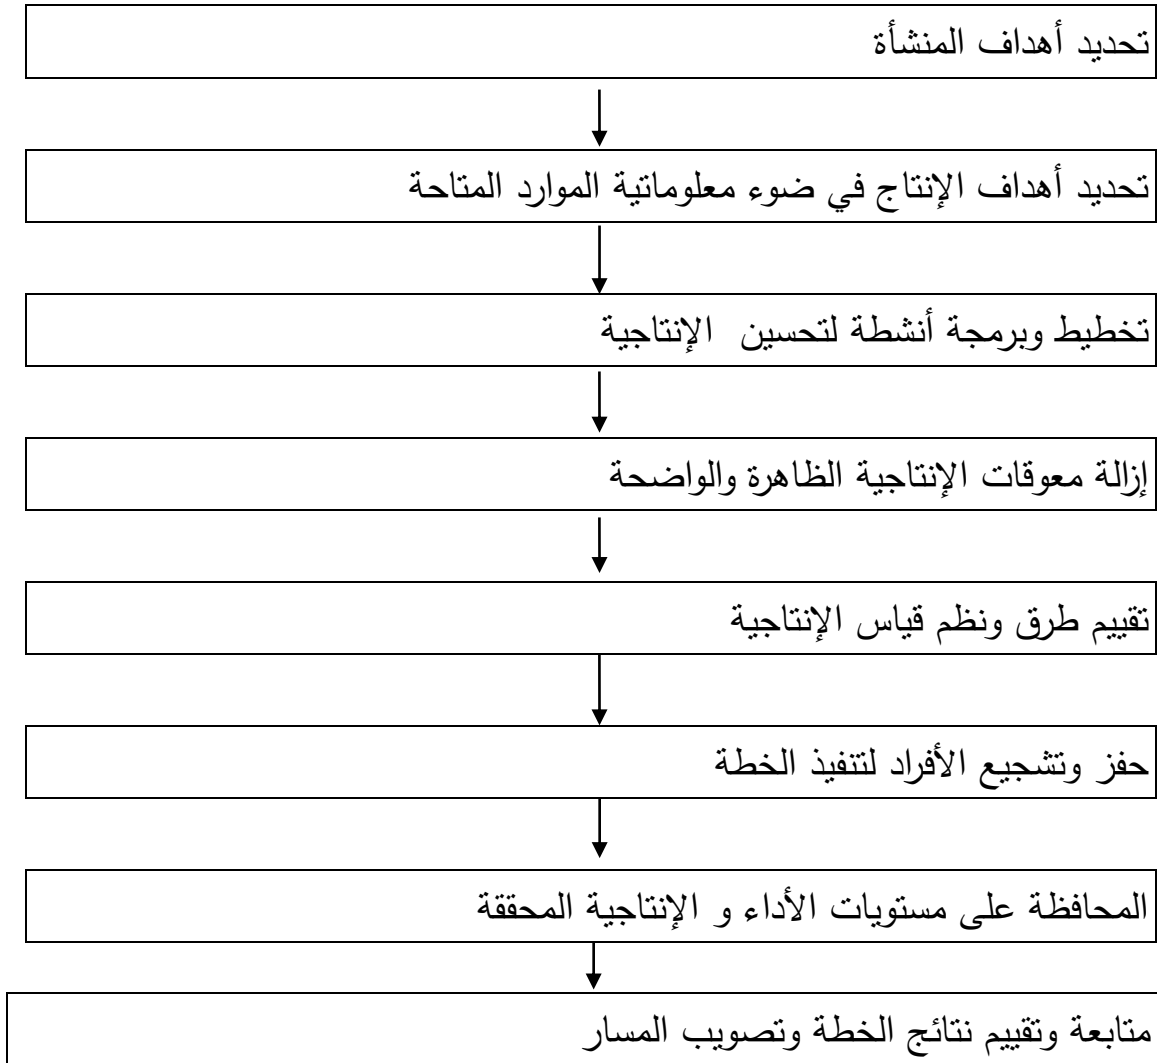 تحديد أهداف المنشأة
تحديد أهداف الإنتاج في ضوء معلوماتية الموارد المتاحة
تخطيط وبرمجة أنشطة لتحسين الإنتاجية
إزالة معوقات الإنتاجية الظاهرة والواضحة
تقييم طرق ونظم قياس الإنتاجية
حفز وتشجيع الأفراد لتنفيذ الخطة
المحافظة على مستويات الأداء و الإنتاجية المحققة
متابعة وتقييم نتائج الخطة وتصويب المسار